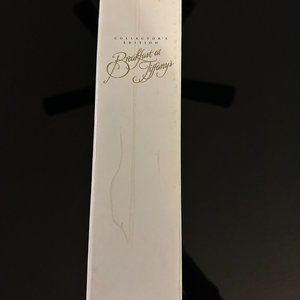 COLLECTOR'S
EDITION
Breakfast at
Tiffany's